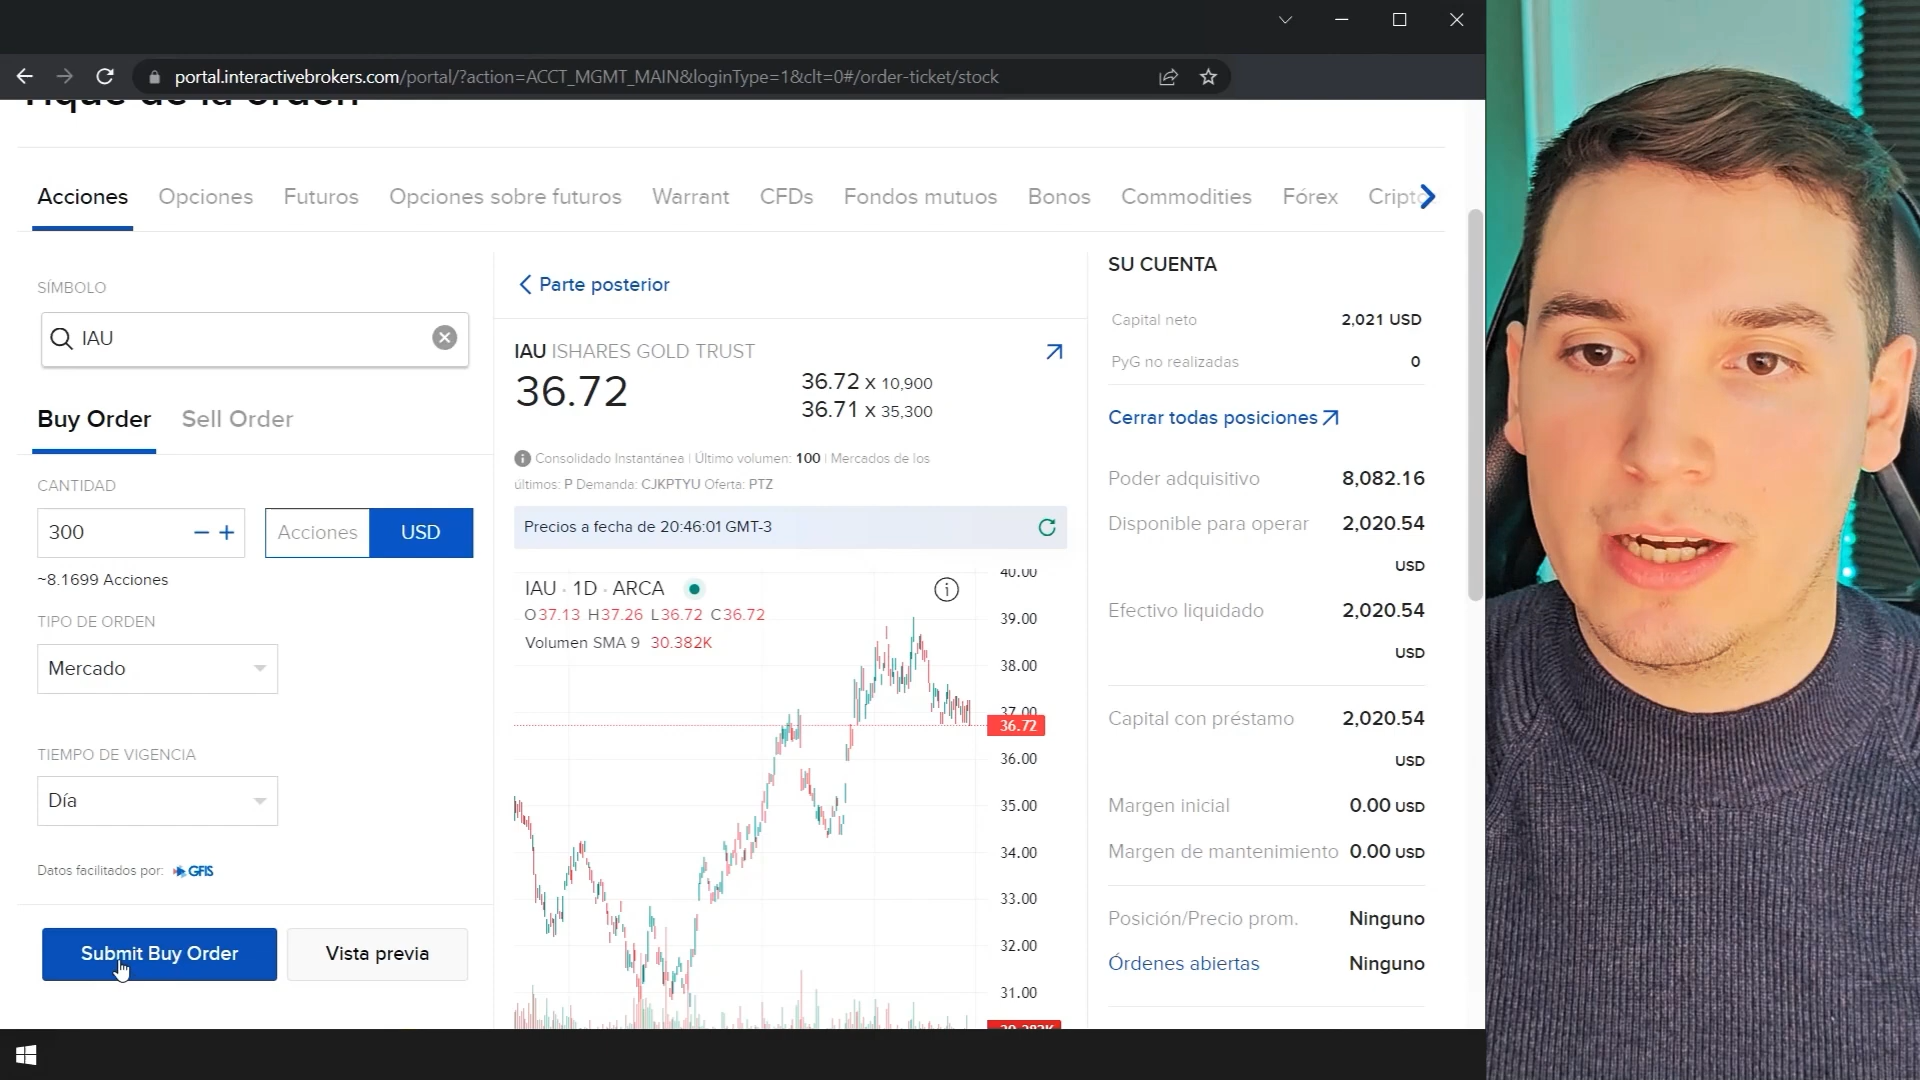 portal.interactivebrokers.com/portal/?action=ACCT_MGMT_MAIN&loginType=1&clt=0#/order-ticket/stock
Tique de la orden
Acciones Opciones Futuros Opciones sobre futuros Warrant CFDs Fondos mutuos Bonos Commodities Fórex Cripto
SÍMBOLO
IAU
Buy Order Sell Order
CANTIDAD
300 − + Acciones USD
~8.1699 Acciones
TIPO DE ORDEN
Mercado
TIEMPO DE VIGENCIA
Día
Datos facilitados por: GFIS
Submit Buy Order Vista previa
Parte posterior
IAU ISHARES GOLD TRUST
36.72
36.72 x 10,900
36.71 x 35,300
Consolidado Instantánea | Último volumen: 100 | Mercados de los
últimos: P Demanda: CJKPTYU Oferta: PTZ
Precios a fecha de 20:46:01 GMT-3
IAU · 1D · ARCA
O37.13 H37.26 L36.72 C36.72
Volumen SMA 9 30.382K
40.00
39.00
38.00
37.00
36.72
36.00
35.00
34.00
33.00
32.00
31.00
30.382K
SU CUENTA
Capital neto 2,021 USD
PyG no realizadas 0
Cerrar todas posiciones
Poder adquisitivo 8,082.16
Disponible para operar 2,020.54
USD
Efectivo liquidado 2,020.54
USD
Capital con préstamo 2,020.54
USD
Margen inicial 0.00 USD
Margen de mantenimiento 0.00 USD
Posición/Precio prom. Ninguno
Órdenes abiertas Ninguno